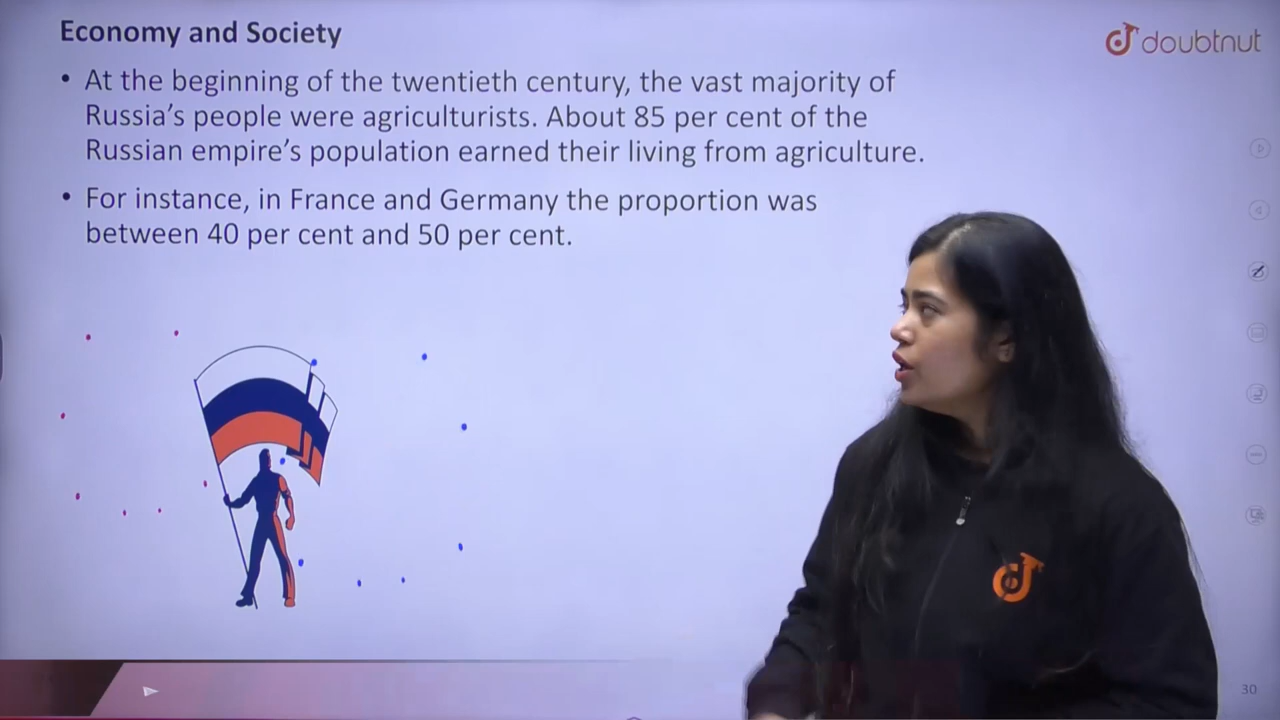 Economy and Society
doubtnut
• At the beginning of the twentieth century, the vast majority of
Russia’s people were agriculturists. About 85 per cent of the
Russian empire’s population earned their living from agriculture.
• For instance, in France and Germany the proportion was
between 40 per cent and 50 per cent.
30